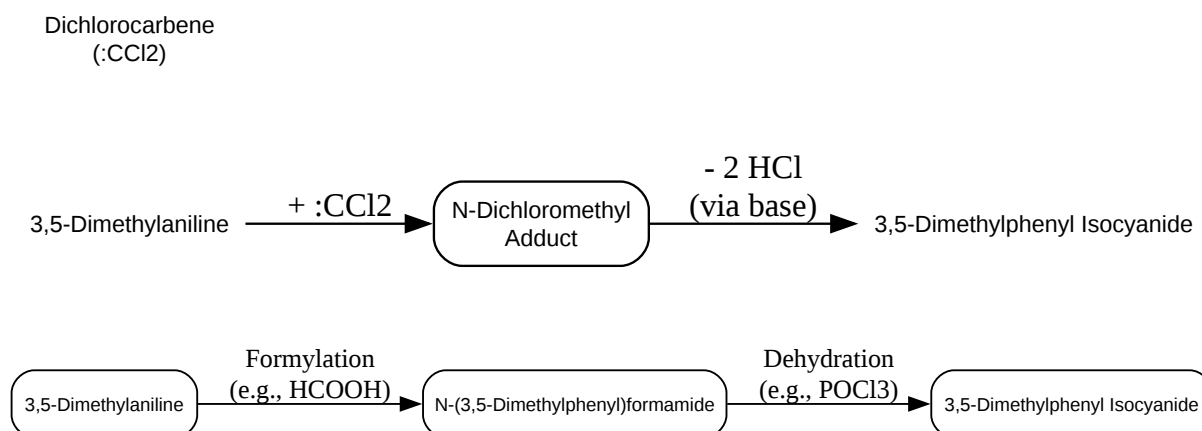 Dichlorocarbene
(:CCl2)
- 2 HCl
(via base)
+ :CCl2
3,5-Dimethylaniline
N-Dichloromethyl
Adduct
3,5-Dimethylphenyl Isocyanide
Formylation
(e.g., HCOOH)
Dehydration
(e.g., POCl3)
3,5-Dimethylaniline
N-(3,5-Dimethylphenyl)formamide
3,5-Dimethylphenyl Isocyanide